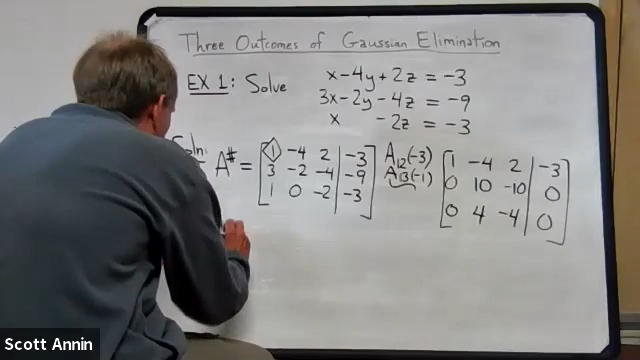 Three Outcomes of Gaussian Elimination
EX 1: Solve
x - 4y + 2z = -3
3x - 2y - 4z = -9
x - 2z = -3
Soln:
A# = [ 1 -4 2 | -3
3 -2 -4 | -9
1 0 -2 | -3 ]
A12(-3)
A13(-1)
[ 1 -4 2 | -3
0 10 -10 | 0
0 4 -4 | 0 ]
Scott Annin